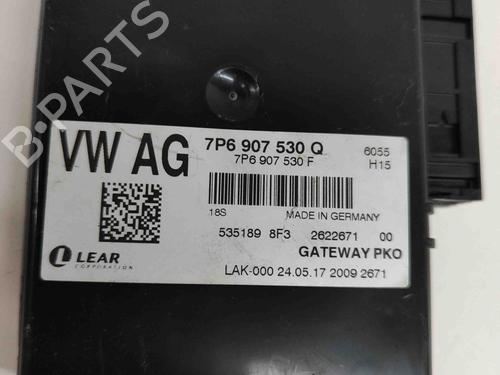 B-PARTS
VW AG
7P6 907 530 Q
7P6 907 530 F
6055
H15
18S
MADE IN GERMANY
535189 8F3 2622671 00
GATEWAY PKO
LEAR
CORPORATION
LAK-000 24.05.17 2009 2671